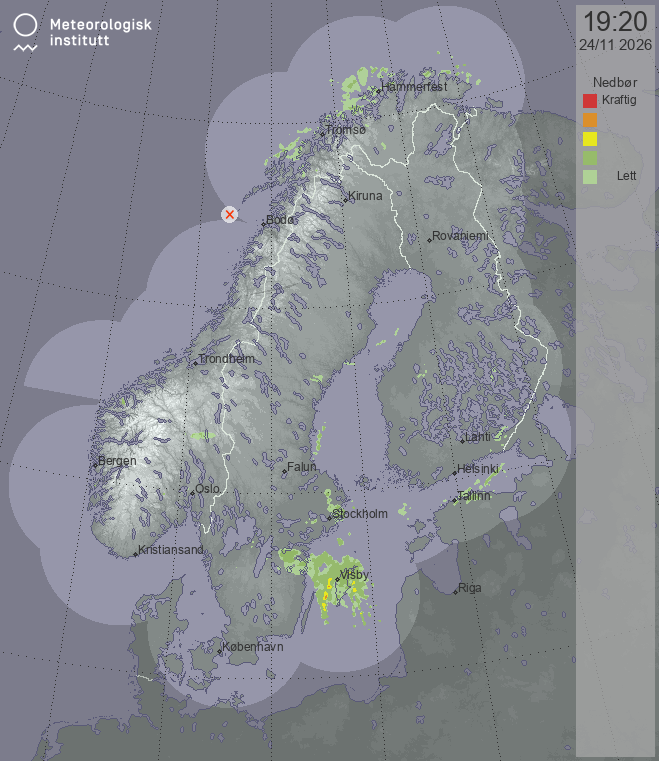 Meteorologisk
institutt
19:20
24/11 2026
Nedbør
Kraftig
Lett
Hammerfest
Tromsø
Kiruna
Bodø
Rovaniemi
Trondheim
Lahti
Bergen
Falun
Helsinki
Oslo
Tallinn
Stockholm
Kristiansand
Visby
Riga
København